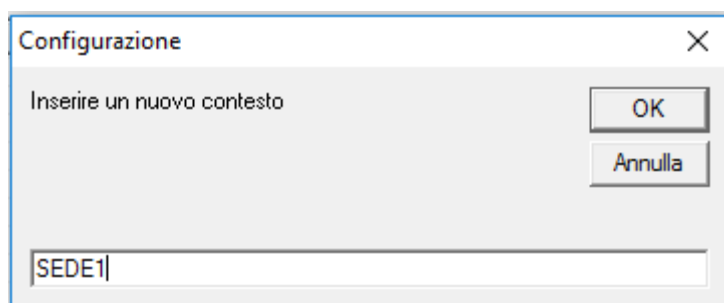 Configurazione
Inserire un nuovo contesto
OK
Annulla
SEDE1